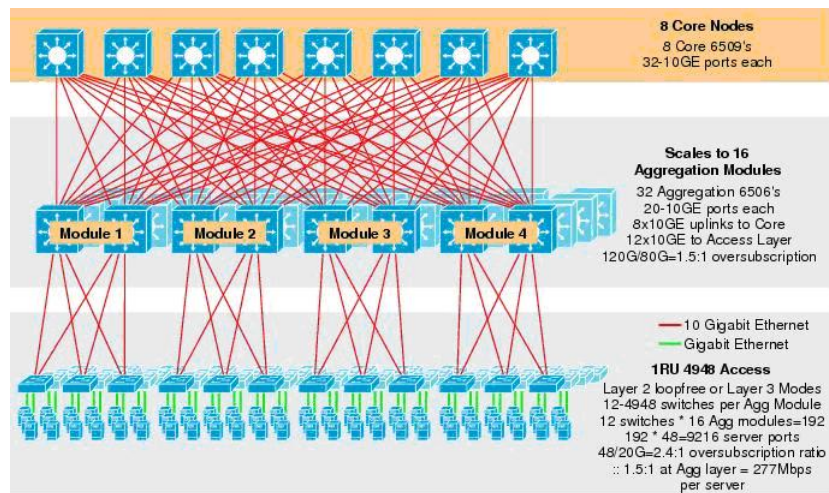 8 Core Nodes
8 Core 6509's
32-10GE ports each
Scales to 16
Aggregation Modules
32 Aggregation 6506's
20-10GE ports each
8x10GE uplinks to Core
12x10GE to Access Layer
120G/80G=1.5:1 oversubscription
Module 1
Module 2
Module 3
Module 4
10 Gigabit Ethernet
Gigabit Ethernet
1RU 4948 Access
Layer 2 loopfree or Layer 3 Modes
12-4948 switches per Agg Module
12 switches * 16 Agg modules=192
192 * 48=9216 server ports
48/20G=2.4:1 oversubscription ratio
:: 1.5:1 at Agg layer = 277Mbps
per server